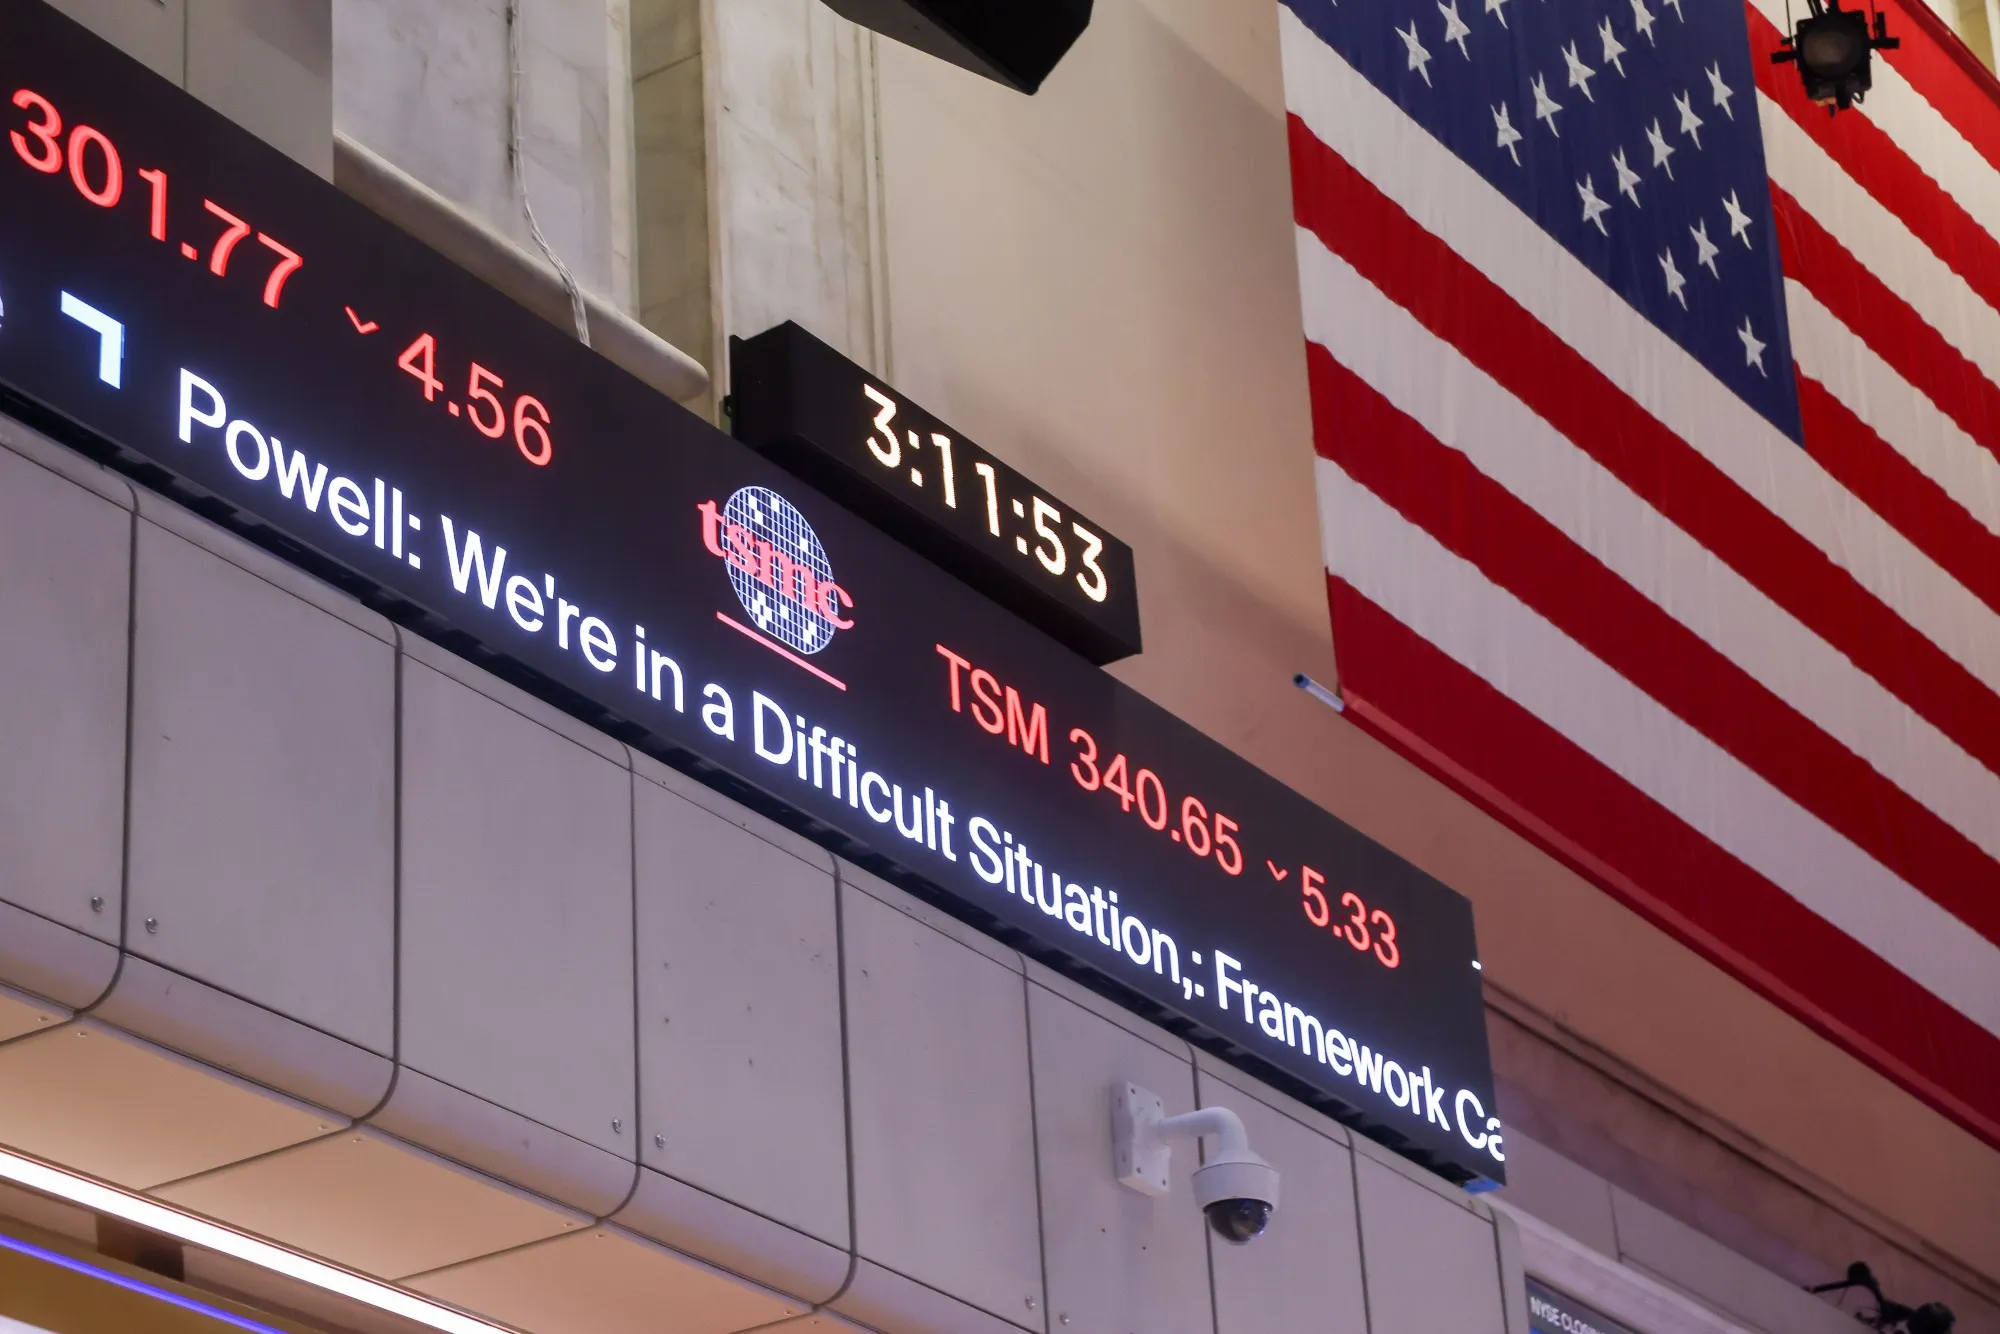 301.77 4.56
tsmc
TSM 340.65 5.33
Powell: We're in a Difficult Situation,: Framework Ca
3:11:53